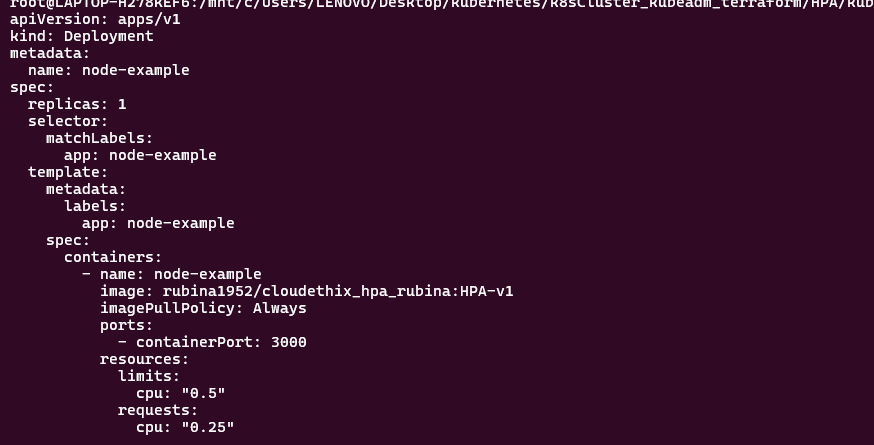 root@LAPTOP-H278KEF6:/mnt/c/Users/LENOVO/Desktop/Kubernetes/K8sCluster_Kubeadm_terraform/HPA/Rub
apiVersion: apps/v1
kind: Deployment
metadata:
  name: node-example
spec:
  replicas: 1
  selector:
    matchLabels:
      app: node-example
  template:
    metadata:
      labels:
        app: node-example
    spec:
      containers:
        - name: node-example
          image: rubina1952/cloudethix_hpa_rubina:HPA-v1
          imagePullPolicy: Always
          ports:
            - containerPort: 3000
          resources:
            limits:
              cpu: "0.5"
            requests:
              cpu: "0.25"